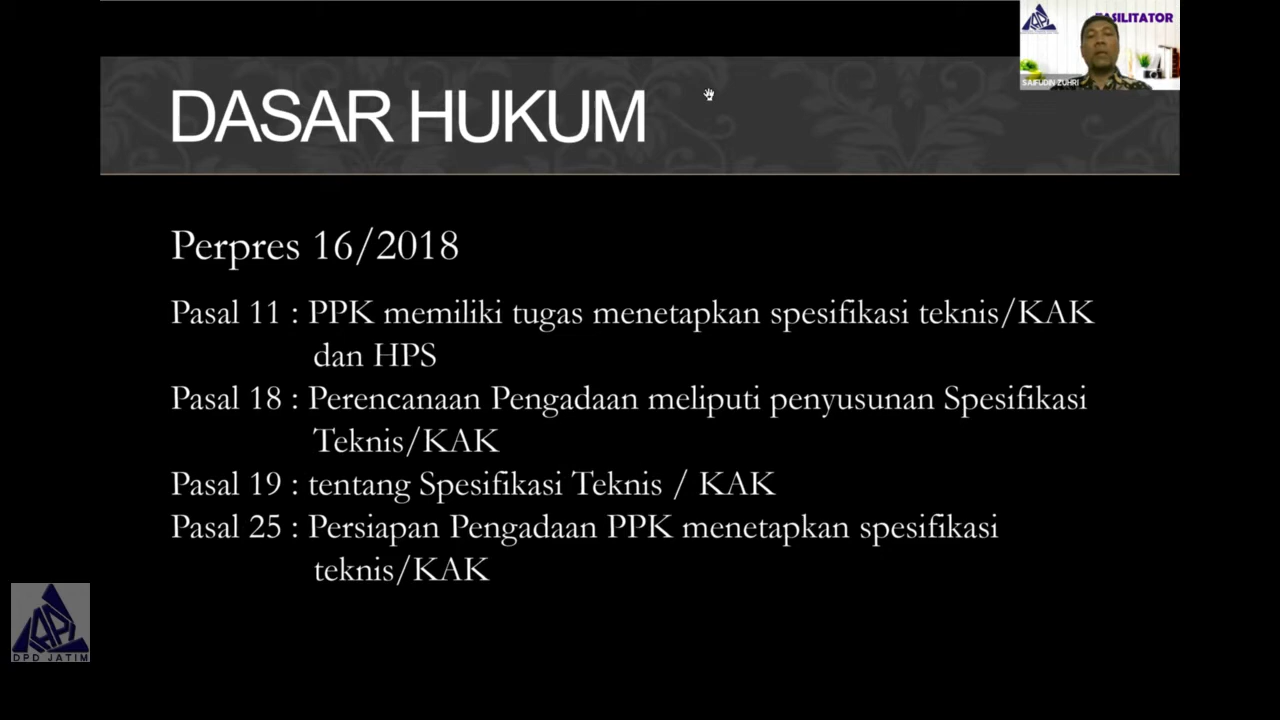 FASILITATOR
SAIFUDIN ZUHRI
DASAR HUKUM
Perpres 16/2018
Pasal 11 : PPK memiliki tugas menetapkan spesifikasi teknis/KAK
dan HPS
Pasal 18 : Perencanaan Pengadaan meliputi penyusunan Spesifikasi
Teknis/KAK
Pasal 19 : tentang Spesifikasi Teknis / KAK
Pasal 25 : Persiapan Pengadaan PPK menetapkan spesifikasi
teknis/KAK
IAPI
DPD JATIM